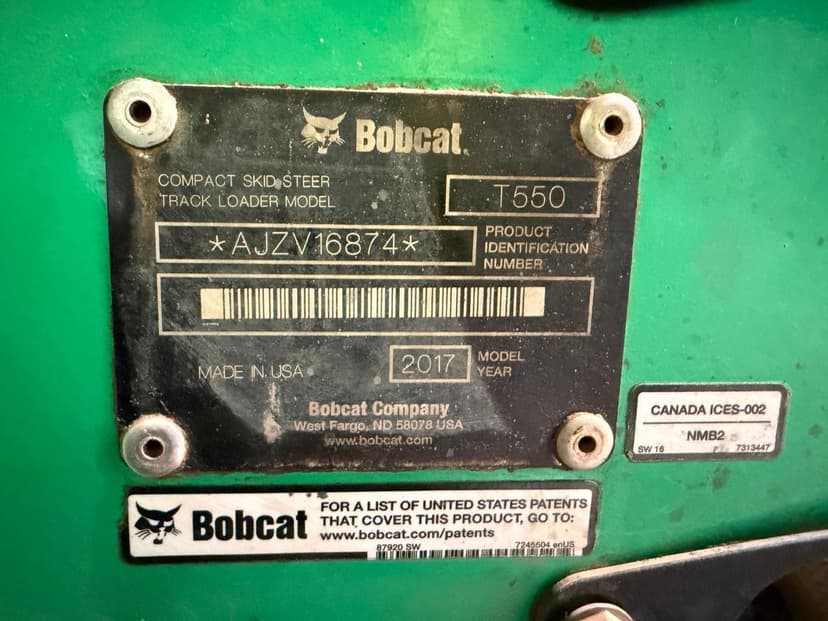 Bobcat.
COMPACT SKID STEER
TRACK LOADER MODEL
T550
*AJZV16874*
PRODUCT
IDENTIFICATION
NUMBER
MADE IN USA
2017
MODEL
YEAR
Bobcat Company
West Fargo, ND 58078 USA
www.bobcat.com
CANADA ICES-002
NMB2
SW 16 7313447
Bobcat
FOR A LIST OF UNITED STATES PATENTS
THAT COVER THIS PRODUCT, GO TO:
www.bobcat.com/patents
87920 SW 7245504 enUS